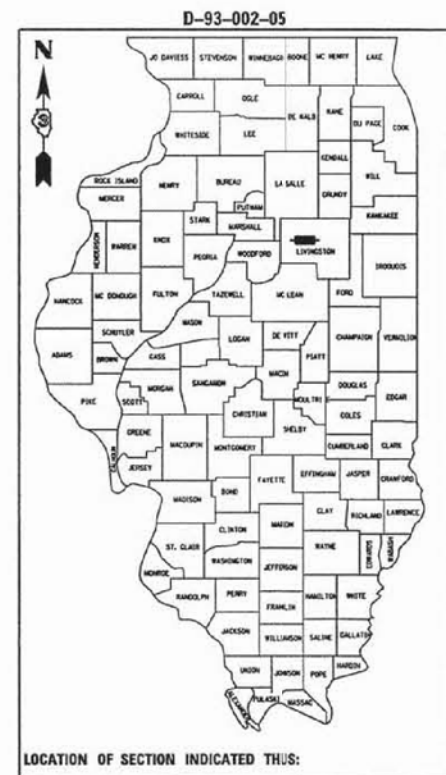 D-93-002-05
N
JO DAVIESS STEVENSON WINNEBAGO BOONE MC HENRY LAKE
CARROLL OGLE DE KALB KANE COOK
DU PAGE
WHITESIDE LEE
KENDALL WILL
ROCK ISLAND HENRY BUREAU LA SALLE GRUNDY
MERCER PUTNAM KANKAKEE
STARK MARSHALL
HENDERSON WARREN KNOX PEORIA WOODFORD LIVINGSTON IROQUOIS
HANCOCK MC DONOUGH FULTON TAZEWELL MC LEAN FORD
MASON
SCHUYLER LOGAN DE WITT CHAMPAIGN VERMILION
ADAMS BROWN CASS PIATT
MENARD
MORGAN SANGAMON MACON DOUGLAS
PIKE SCOTT CHRISTIAN MOULTRIE COLES EDGAR
GREENE SHELBY
MACOUPIN MONTGOMERY CUMBERLAND CLARK
CALHOUN JERSEY
FAYETTE EFFINGHAM JASPER CRAWFORD
MADISON BOND
CLAY RICHLAND LAWRENCE
CLINTON MARION
ST. CLAIR WAYNE EDWARDS WABASH
WASHINGTON JEFFERSON
MONROE
RANDOLPH PERRY HAMILTON WHITE
FRANKLIN
JACKSON WILLIAMSON SALINE GALLATIN
UNION JOHNSON POPE HARDIN
ALEXANDER PULASKI MASSAC
LOCATION OF SECTION INDICATED THUS: